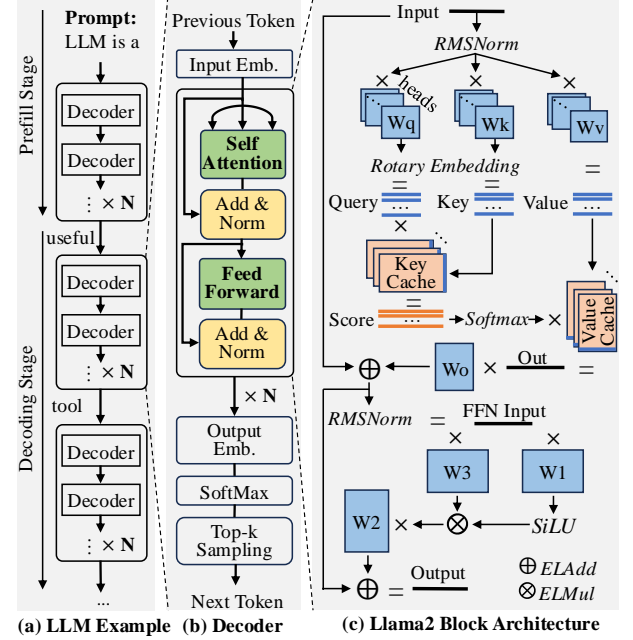 Prompt:
LLM is a
Prefill Stage
Decoder
Decoder
⋮ × N
useful
Decoding Stage
Decoder
Decoder
⋮ × N
tool
Decoder
Decoder
⋮ × N
...
(a) LLM Example
Previous Token
Input Emb.
Self
Attention
Add &
Norm
Feed
Forward
Add &
Norm
× N
Output
Emb.
SoftMax
Top-k
Sampling
Next Token
(b) Decoder
Input
RMSNorm
× × ×
heads
Wq Wk Wv
Rotary Embedding =
= =
Query ... Key ... Value ...
×
Key
Cache
=
Score ... Softmax ×
Value
Cache
⊕ Wo × Out =
RMSNorm = FFN Input
× ×
W3 W1
W2 × ⊗ SiLU
⊕ = Output
⊕ ELAdd
⊗ ELMul
(c) Llama2 Block Architecture